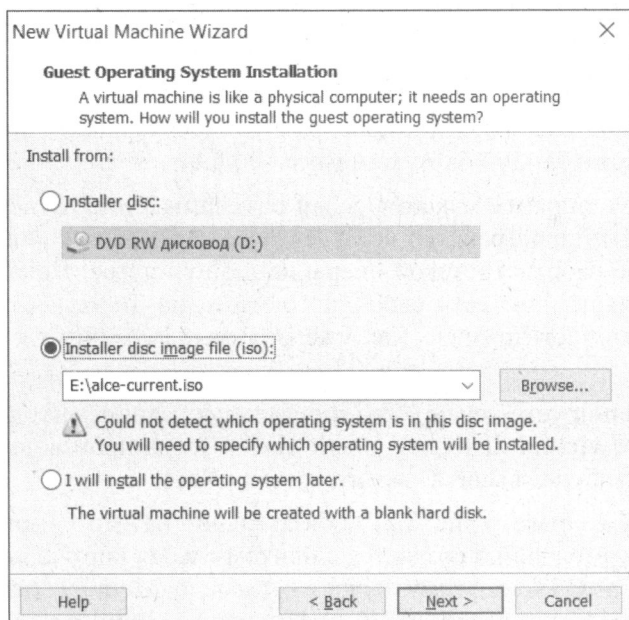 New Virtual Machine Wizard
Guest Operating System Installation
A virtual machine is like a physical computer; it needs an operating
system. How will you install the guest operating system?
Install from:
Installer disc:
DVD RW дисковод (D:)
Installer disc image file (iso):
E:\alce-current.iso
Browse...
Could not detect which operating system is in this disc image.
You will need to specify which operating system will be installed.
I will install the operating system later.
The virtual machine will be created with a blank hard disk.
Help
< Back
Next >
Cancel